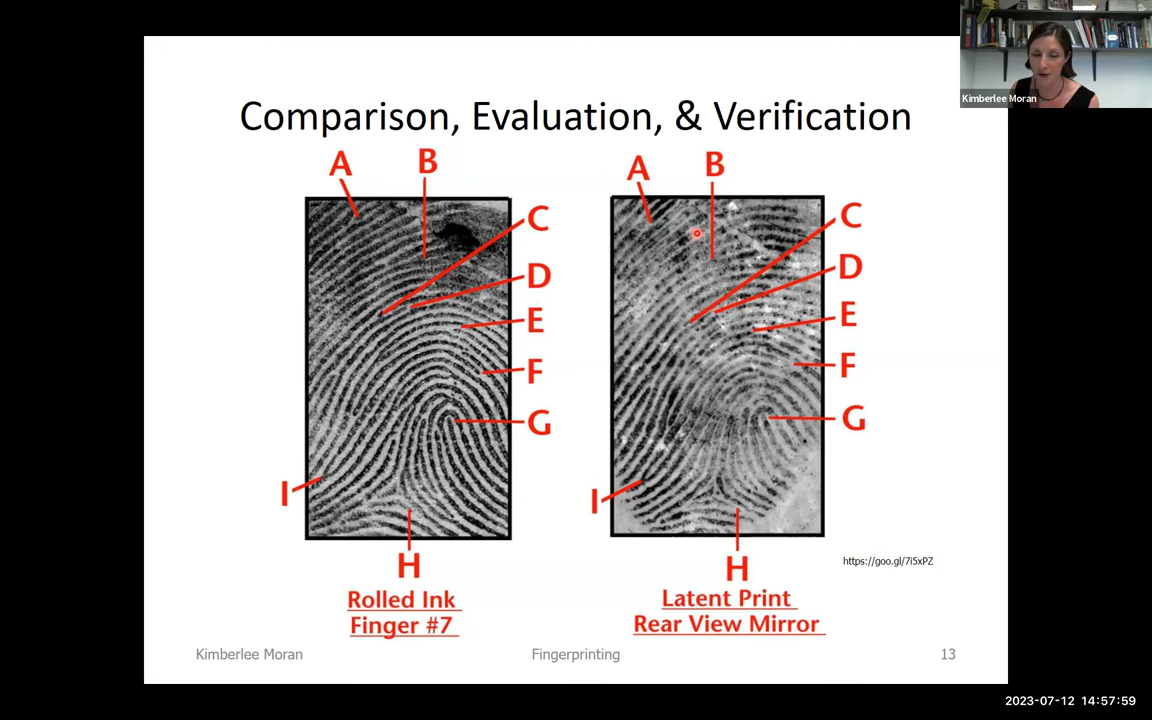 Kimberlee Moran
Comparison, Evaluation, & Verification
A
B
C
D
E
F
G
H
I
Rolled Ink
Finger #7
A
B
C
D
E
F
G
H
I
Latent Print
Rear View Mirror
https://goo.gl/7i5xPZ
Kimberlee Moran
Fingerprinting
13
2023-07-12 14:57:59